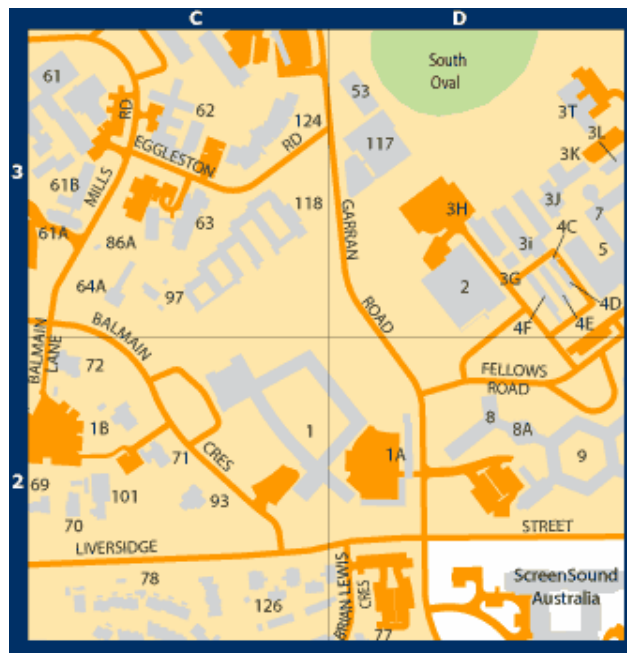 C
D
South
Oval
61
RD
62
53
3T
124
3L
EGGLESTON
RD
117
3K
3
61B
MILLS
3J
118
GARRAN
3H
7
61A
63
4C
86A
3i
5
64A
97
2
3G
4D
ROAD
4F
4E
BALMAIN
LANE
BALMAIN
72
FELLOWS
ROAD
8
1B
1
8A
CRES
71
1A
9
2
69
101
93
70
STREET
LIVERSIDGE
BRIAN LEWIS
CRES
78
ScreenSound
Australia
126
77